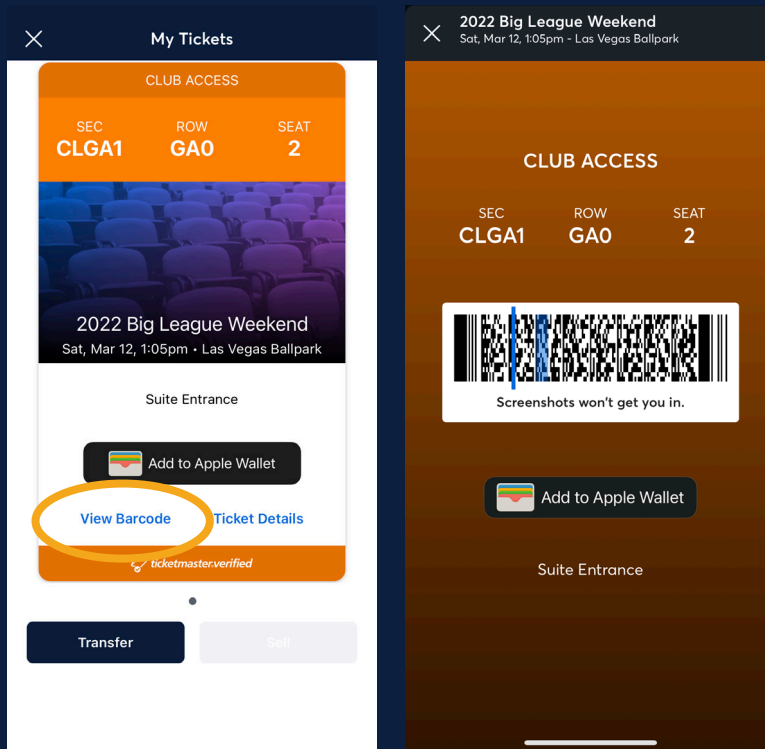 My Tickets
CLUB ACCESS
SEC ROW SEAT
CLGA1 GA0 2
2022 Big League Weekend
Sat, Mar 12, 1:05pm • Las Vegas Ballpark
Suite Entrance
Add to Apple Wallet
View Barcode Ticket Details
ticketmaster.verified
Transfer Sell
2022 Big League Weekend
Sat, Mar 12, 1:05pm - Las Vegas Ballpark
CLUB ACCESS
SEC ROW SEAT
CLGA1 GA0 2
Screenshots won't get you in.
Add to Apple Wallet
Suite Entrance